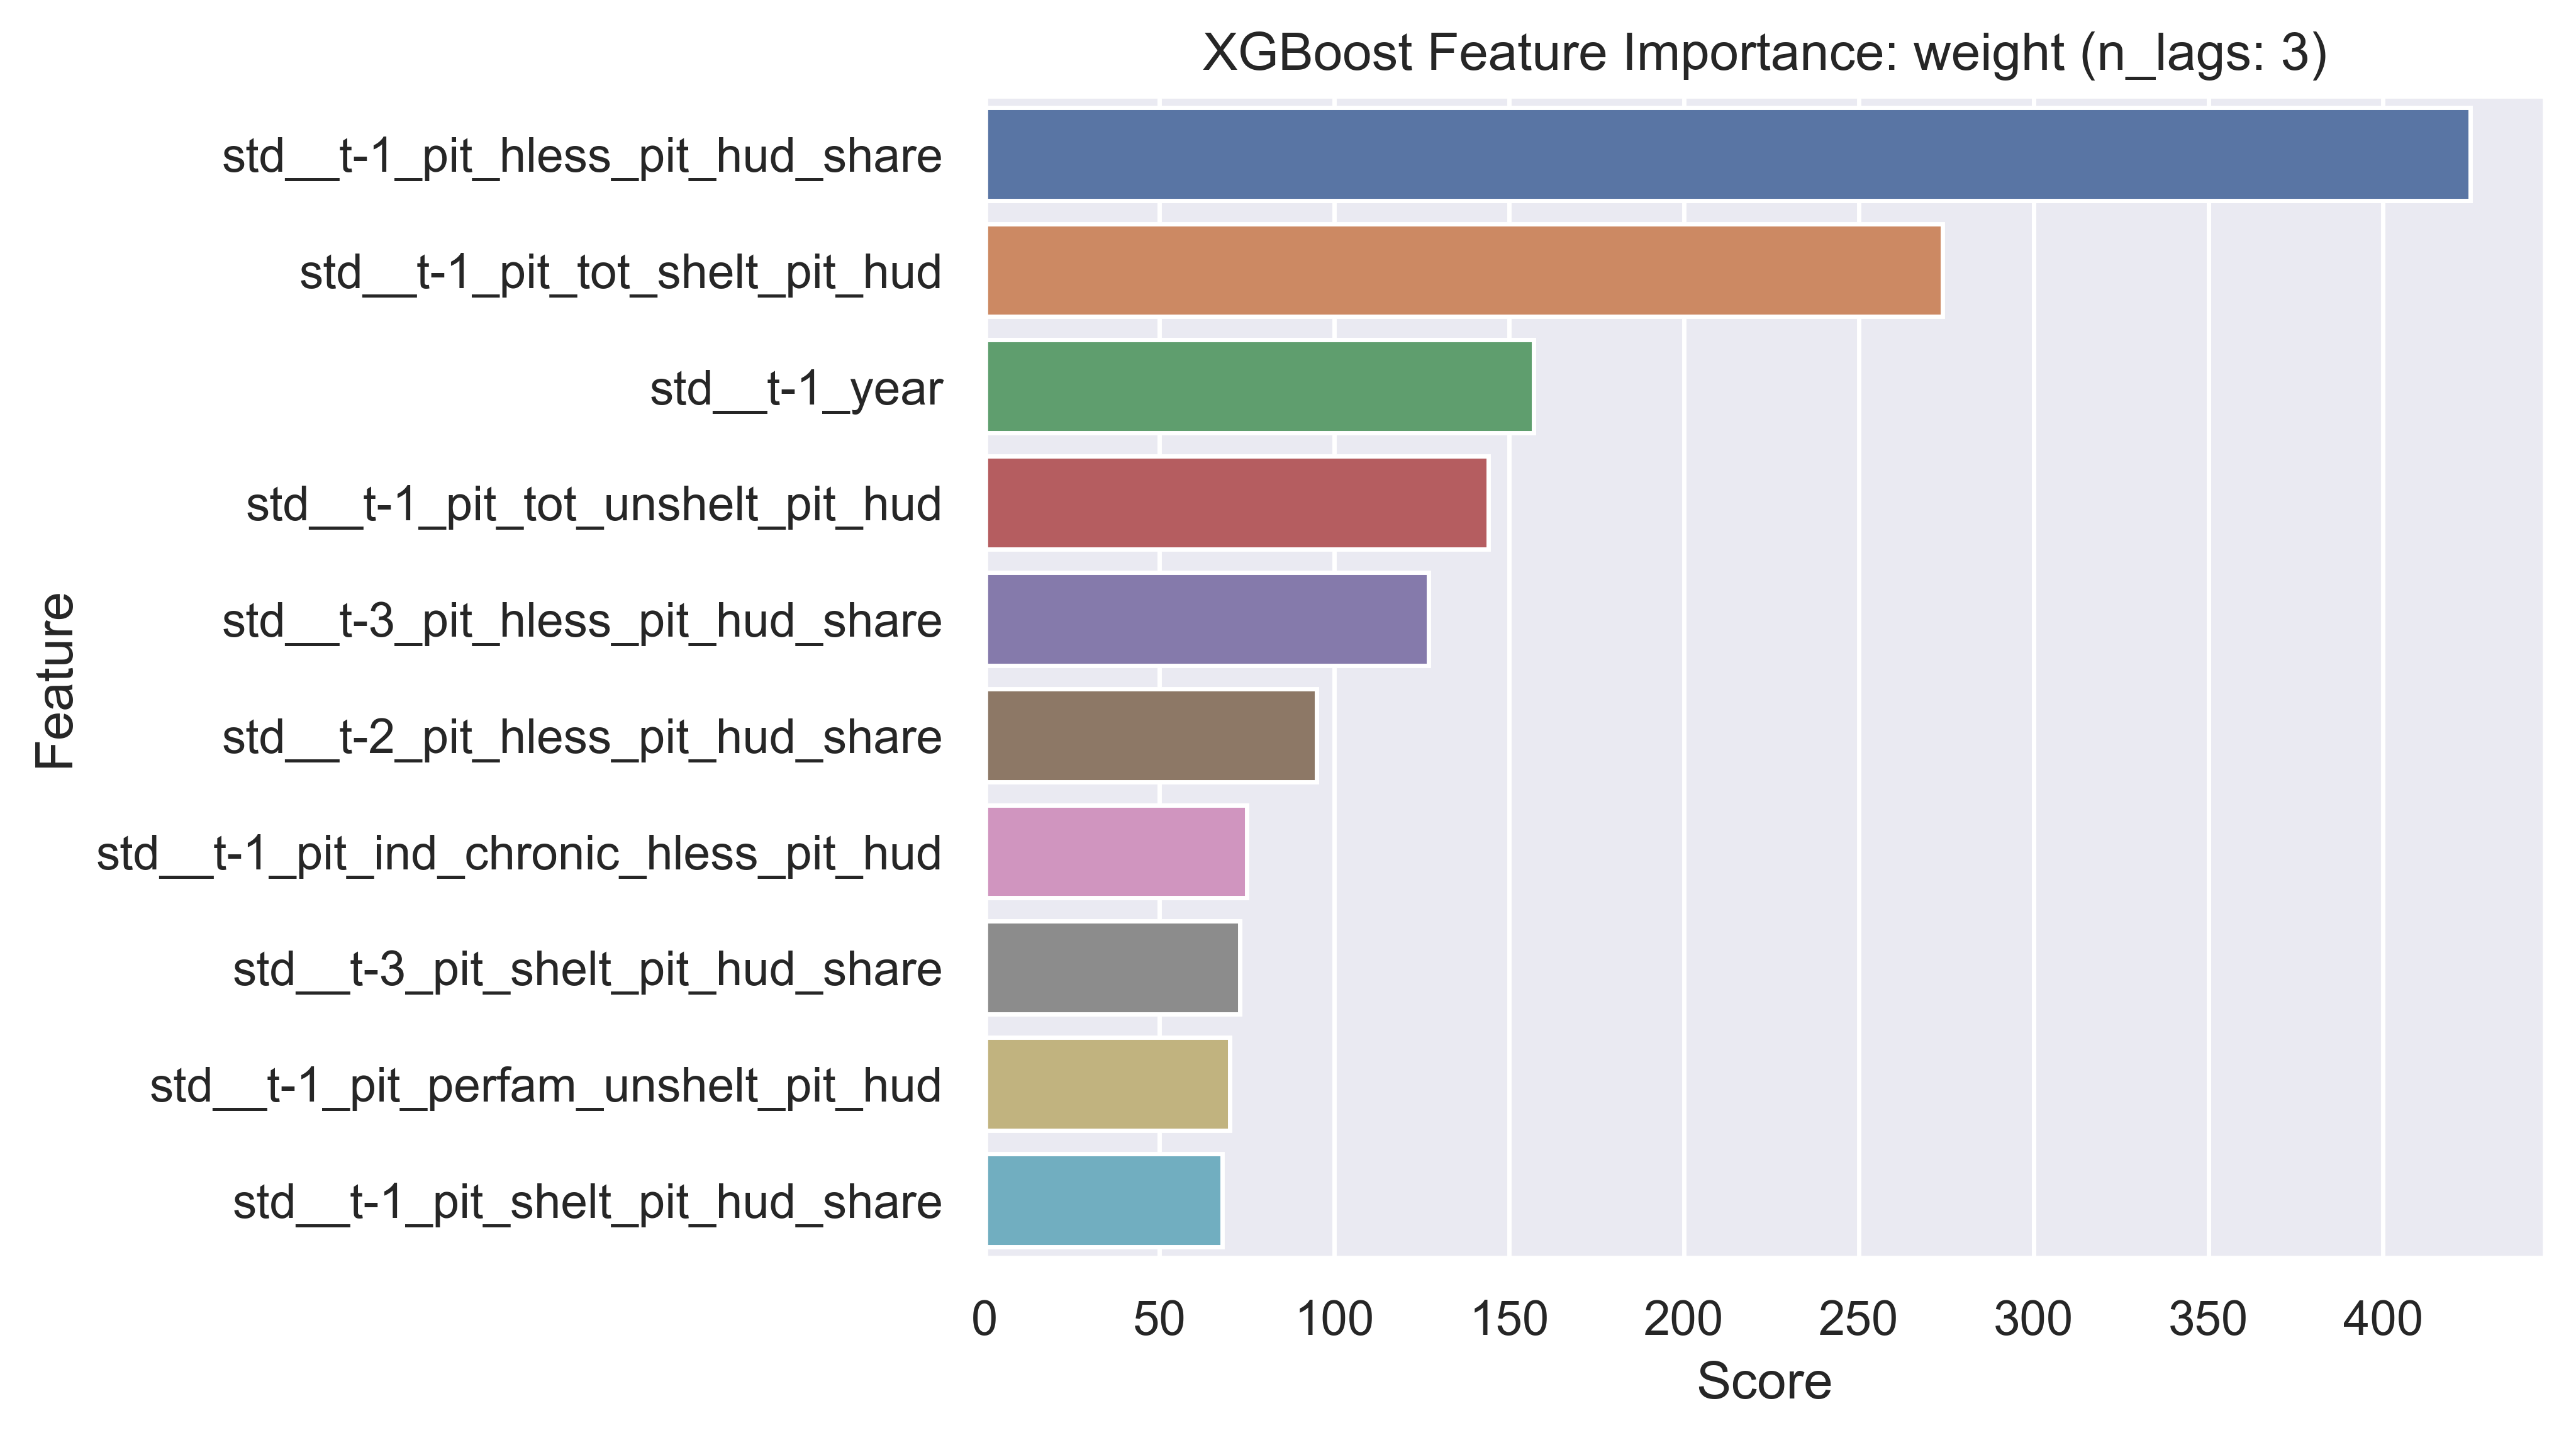 XGBoost Feature Importance: weight (n_lags: 3)
std__t-1_pit_hless_pit_hud_share
std__t-1_pit_tot_shelt_pit_hud
std__t-1_year
std__t-1_pit_tot_unshelt_pit_hud
std__t-3_pit_hless_pit_hud_share
Feature
std__t-2_pit_hless_pit_hud_share
std__t-1_pit_ind_chronic_hless_pit_hud
std__t-3_pit_shelt_pit_hud_share
std__t-1_pit_perfam_unshelt_pit_hud
std__t-1_pit_shelt_pit_hud_share
0 50 100 150 200 250 300 350 400
Score